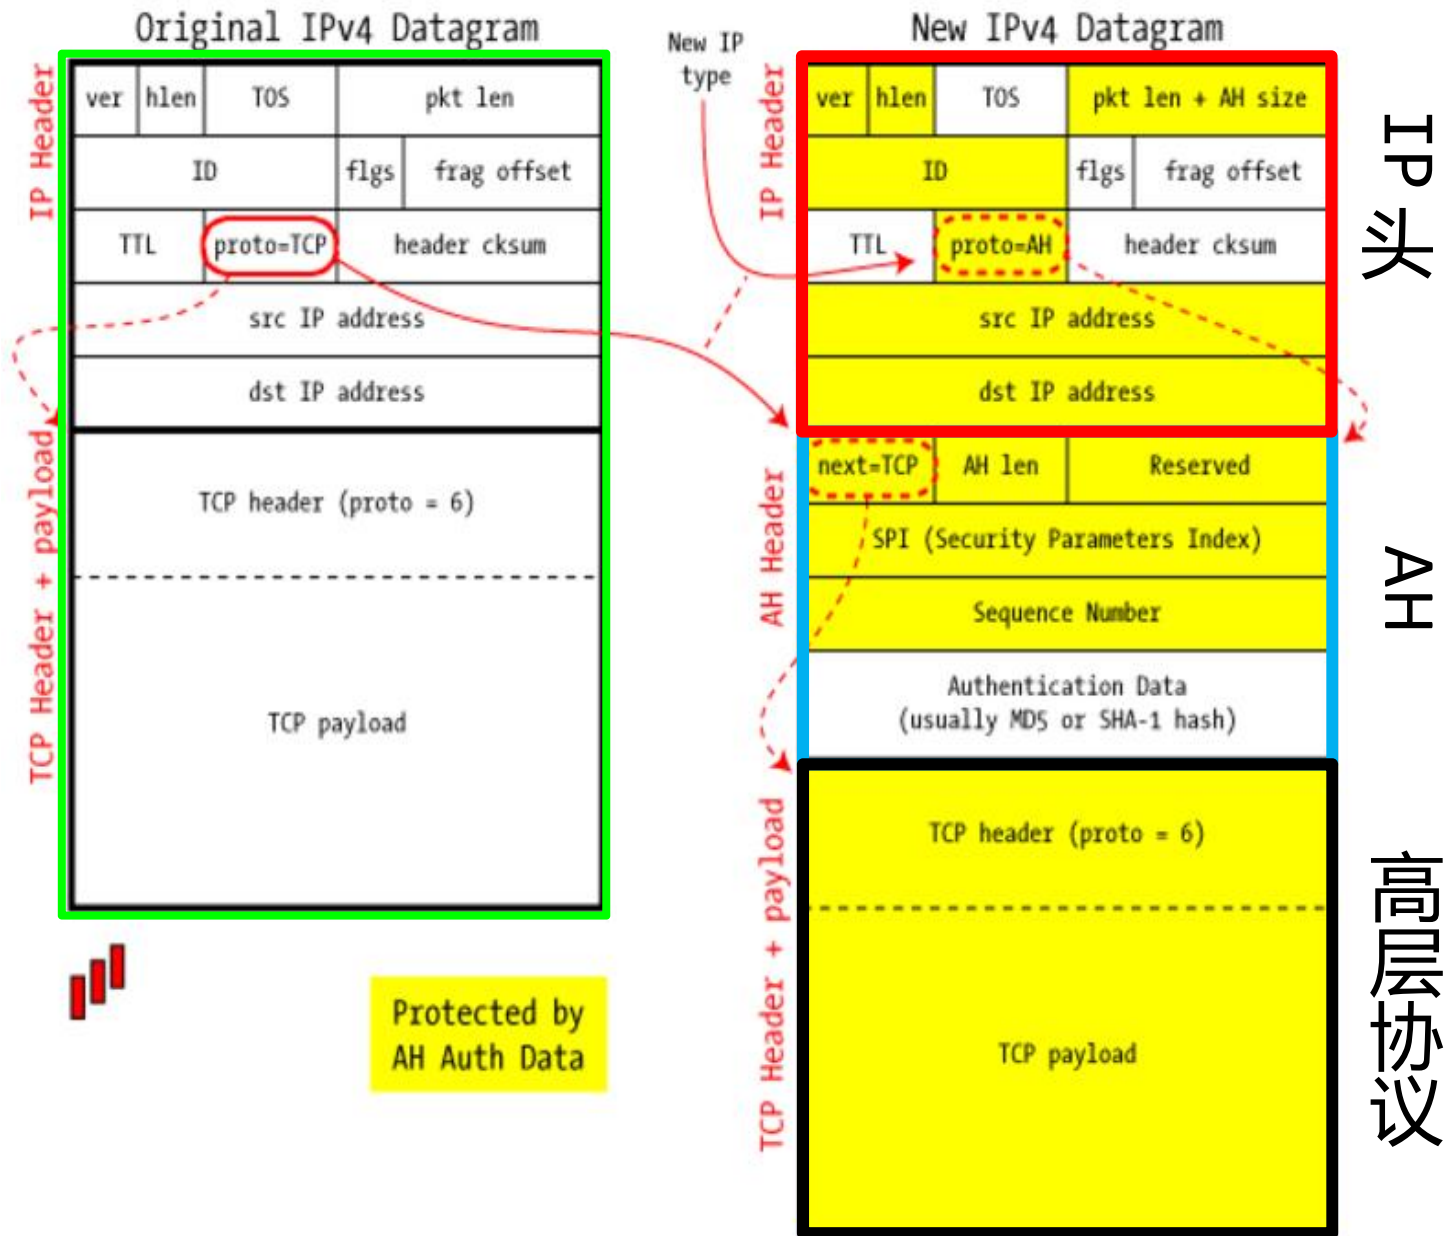 Original IPv4 Datagram
IP Header
ver hlen TOS pkt len
ID flgs frag offset
TTL proto=TCP header cksum
src IP address
dst IP address
TCP Header + payload
TCP header (proto = 6)
TCP payload
Protected by
AH Auth Data
New IP
type
New IPv4 Datagram
IP Header
ver hlen TOS pkt len + AH size
ID flgs frag offset
TTL proto=AH header cksum
src IP address
dst IP address
AH Header
next=TCP AH len Reserved
SPI (Security Parameters Index)
Sequence Number
Authentication Data
(usually MD5 or SHA-1 hash)
TCP Header + payload
TCP header (proto = 6)
TCP payload
IP头
AH
高层协议